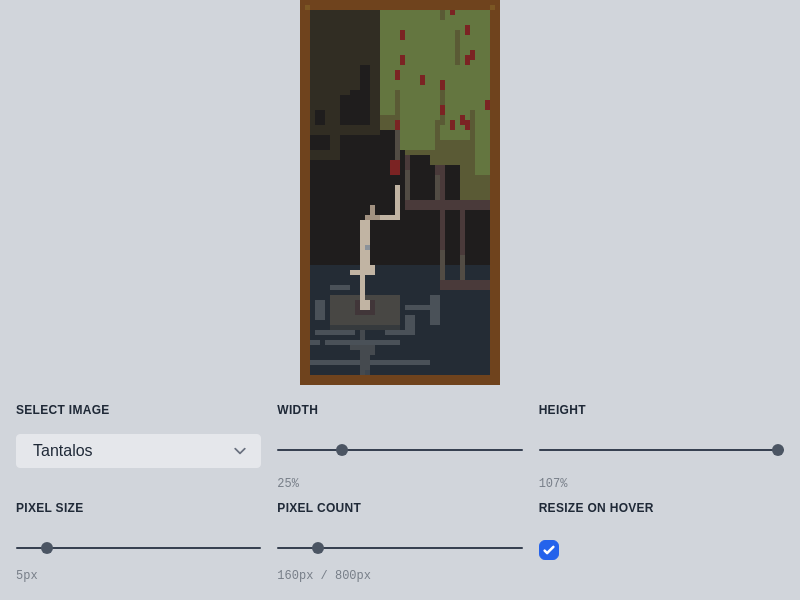 SELECT IMAGE
WIDTH
HEIGHT
Tantalos
25%
107%
PIXEL SIZE
PIXEL COUNT
RESIZE ON HOVER
5px
160px / 800px